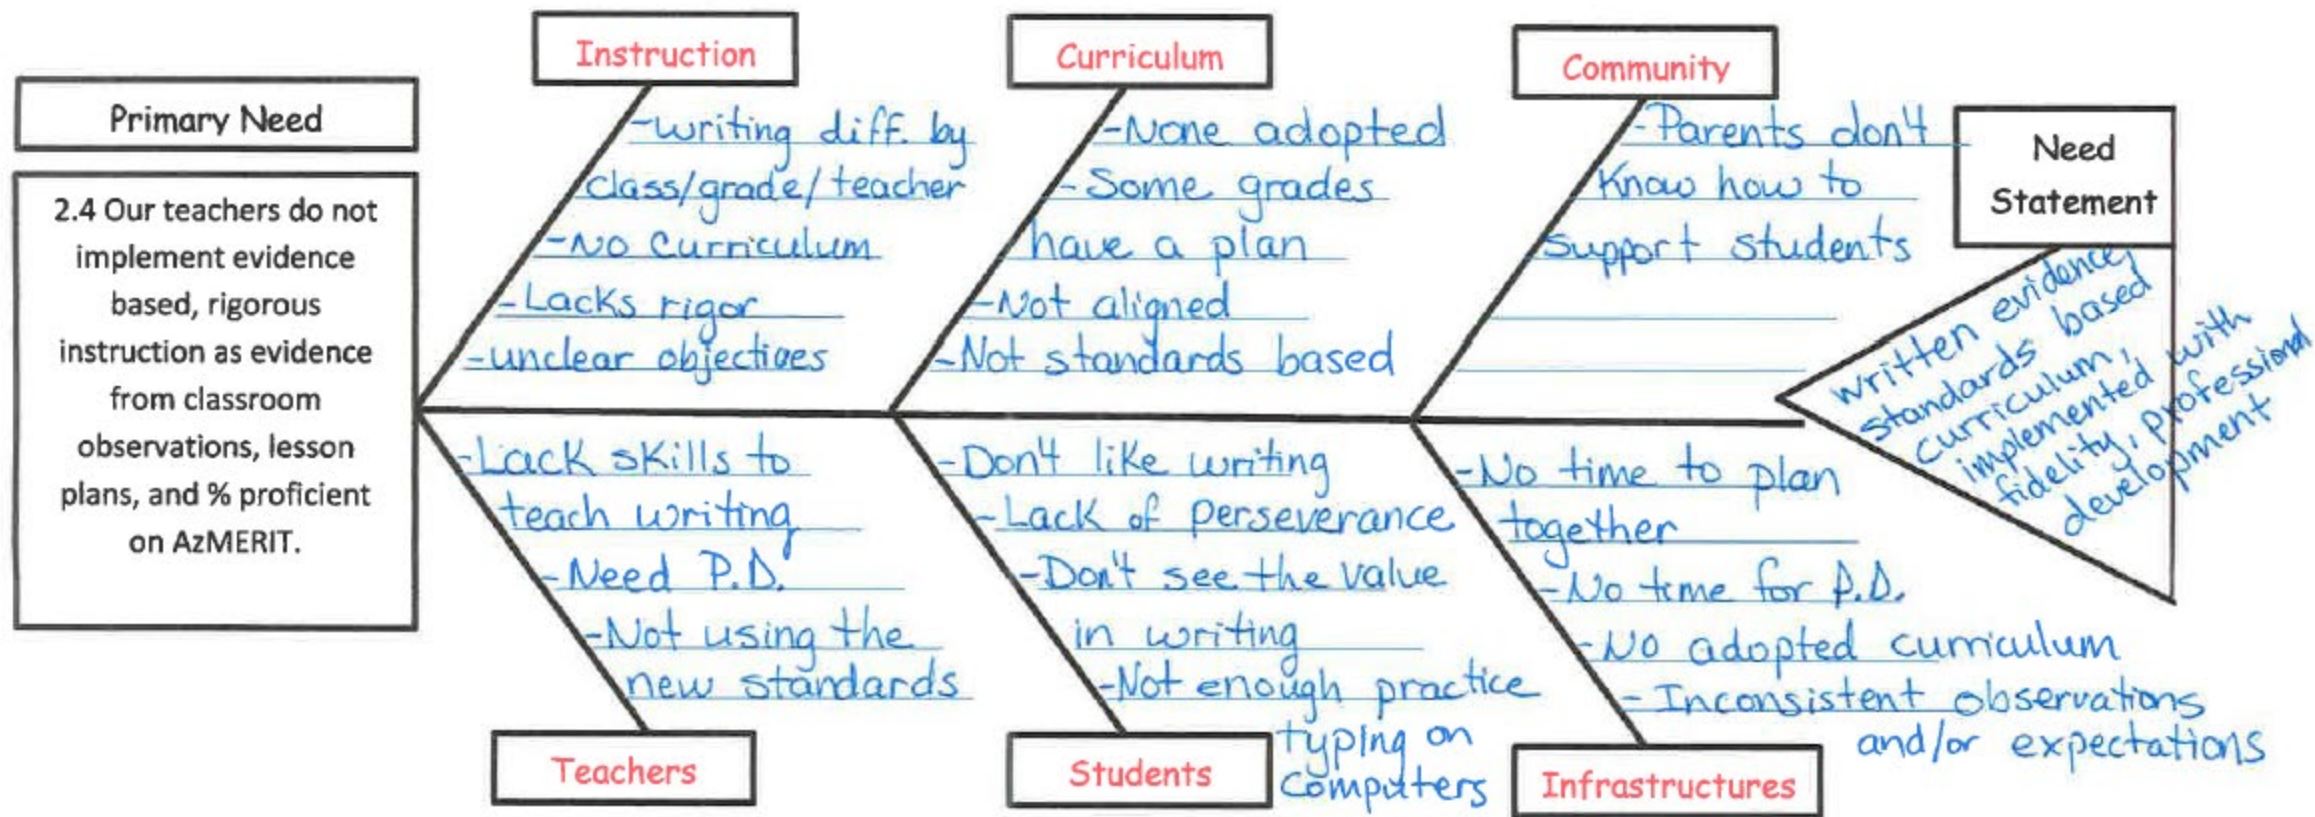 Primary Need
2.4 Our teachers do not
implement evidence
based, rigorous
instruction as evidence
from classroom
observations, lesson
plans, and % proficient
on AzMERIT.
Instruction
-writing diff. by
class/grade/teacher
-No Curriculum
-Lacks rigor
-unclear objectives
Curriculum
-None adopted
-Some grades
have a plan
-Not aligned
-Not standards based
Community
-Parents don't
Know how to
Support students
Need
Statement
written evidence,
standards based
curriculum,
implemented with
fidelity, professional
development
-Lack skills to
teach writing
-Need P.D.
-Not using the
new standards
Teachers
-Don't like writing
-Lack of perseverance
-Don't see the value
in writing
-Not enough practice
typing on
Computers
Students
-No time to plan
together
-No time for P.D.
-No adopted curriculum
-Inconsistent observations
and/or expectations
Infrastructures